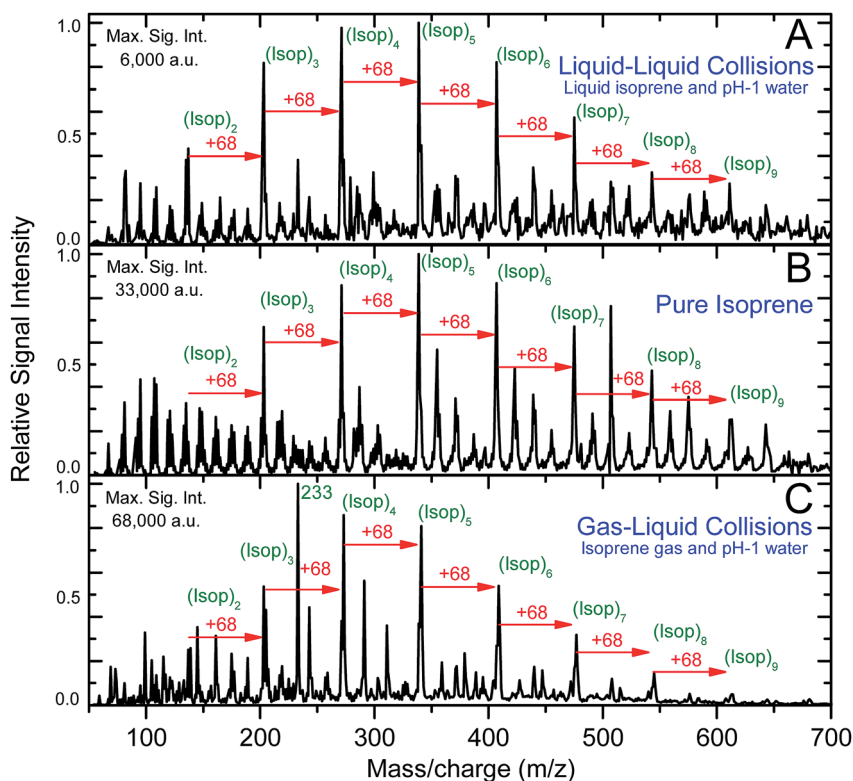 Relative Signal Intensity
1.0
0.5
0.0
Max. Sig. Int.
6,000 a.u.
A
Liquid-Liquid Collisions
Liquid isoprene and pH-1 water
(Isop)2
+68
(Isop)3
+68
(Isop)4
+68
(Isop)5
+68
(Isop)6
+68
(Isop)7
+68
(Isop)8
+68
(Isop)9
1.0
0.5
0.0
Max. Sig. Int.
33,000 a.u.
B
Pure Isoprene
(Isop)2
+68
(Isop)3
+68
(Isop)4
+68
(Isop)5
+68
(Isop)6
+68
(Isop)7
+68
(Isop)8
+68
(Isop)9
1.0
0.5
0.0
Max. Sig. Int.
68,000 a.u.
C
Gas-Liquid Collisions
Isoprene gas and pH-1 water
(Isop)2
+68
(Isop)3
+68
233
(Isop)4
+68
(Isop)5
+68
(Isop)6
+68
(Isop)7
+68
(Isop)8
+68
(Isop)9
100 200 300 400 500 600 700
Mass/charge (m/z)